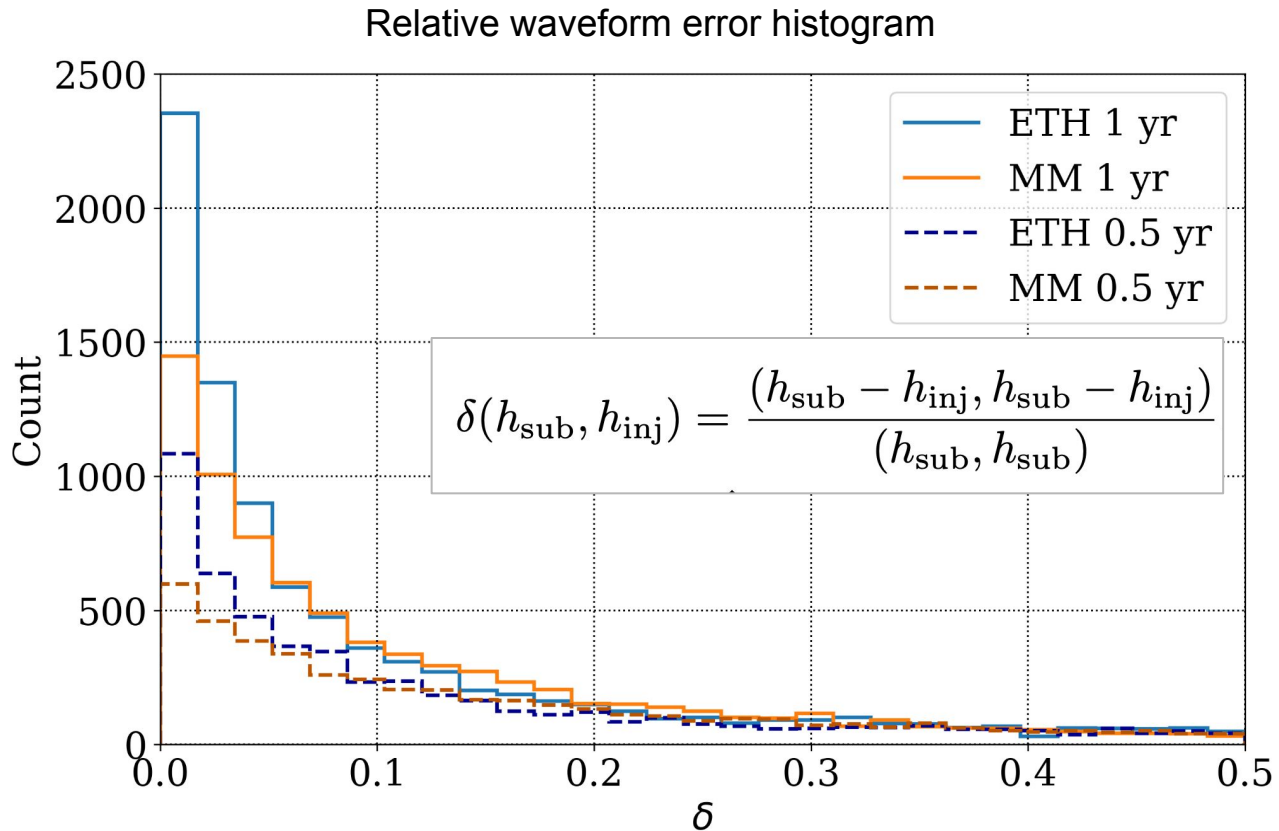 Relative waveform error histogram
2500
2000
1500
1000
500
0
Count
ETH 1 yr
MM 1 yr
ETH 0.5 yr
MM 0.5 yr
δ(h_sub, h_inj) = (h_sub − h_inj, h_sub − h_inj) / (h_sub, h_sub)
0.0 0.1 0.2 0.3 0.4 0.5
δ